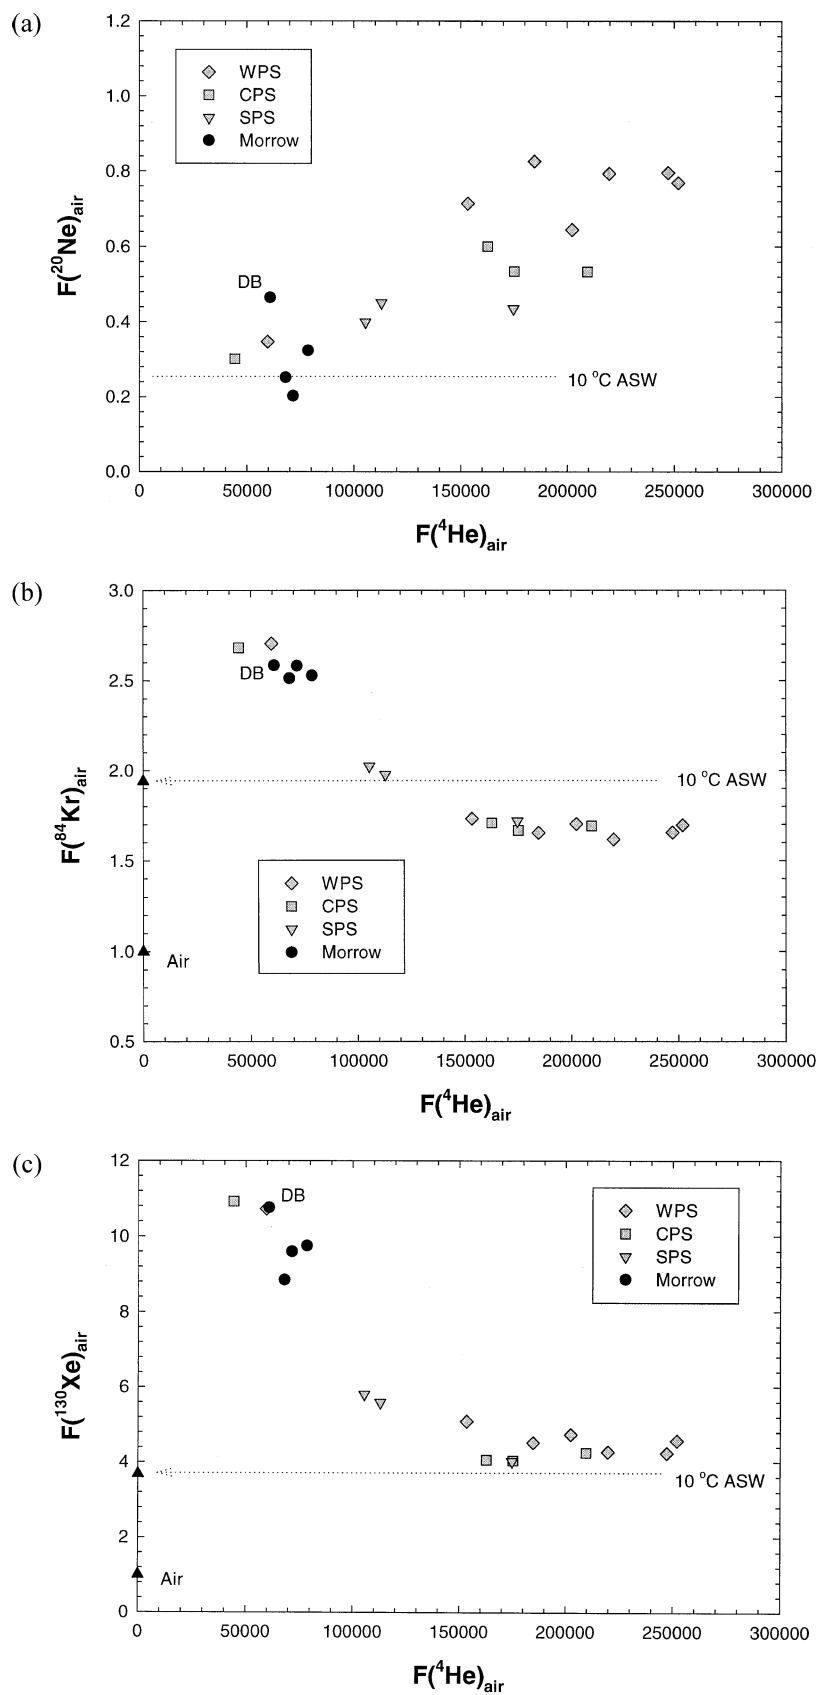 (a)
1.2
1.0
0.8
0.6
0.4
0.2
0.0
F(20Ne)air
WPS
CPS
SPS
Morrow
DB
10 oC ASW
0 50000 100000 150000 200000 250000 300000
F(4He)air
(b)
3.0
2.5
2.0
1.5
1.0
0.5
F(84Kr)air
DB
10 oC ASW
WPS
CPS
SPS
Morrow
Air
0 50000 100000 150000 200000 250000 300000
F(4He)air
(c)
12
10
8
6
4
2
0
F(130Xe)air
DB
WPS
CPS
SPS
Morrow
10 oC ASW
Air
0 50000 100000 150000 200000 250000 300000
F(4He)air